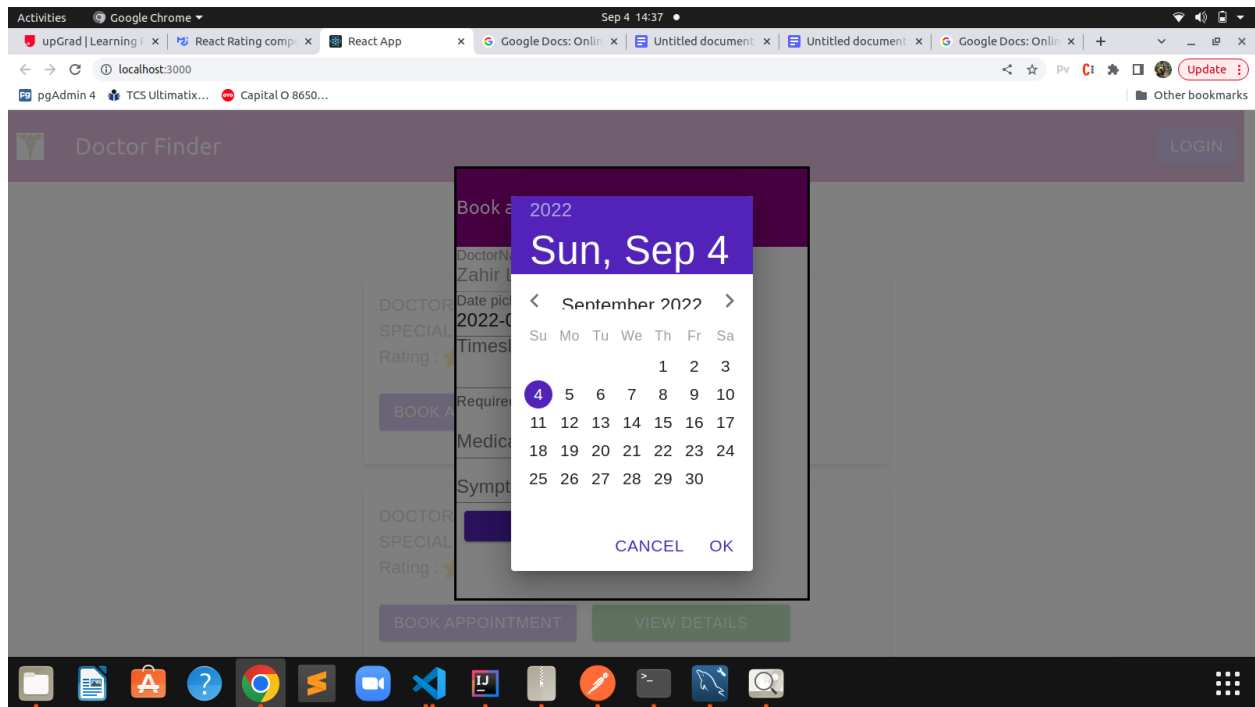 Activities Google Chrome Sep 4 14:37
upGrad | Learning P React Rating compo React App Google Docs: Onlin Untitled document Untitled document Google Docs: Onlin
localhost:3000 Pv Update
pgAdmin 4 TCS Ultimatix... Capital O 8650... Other bookmarks
Doctor Finder LOGIN
Book a
2022
Sun, Sep 4
DoctorNa
Zahir L
Date pic
2022-0
Timesl
Required
Medica
Sympt
September 2022
Su Mo Tu We Th Fr Sa
1 2 3
4 5 6 7 8 9 10
11 12 13 14 15 16 17
18 19 20 21 22 23 24
25 26 27 28 29 30
CANCEL OK
DOCTOR
SPECIAL
Rating :
BOOK A
DOCTOR
SPECIAL
Rating :
BOOK APPOINTMENT VIEW DETAILS